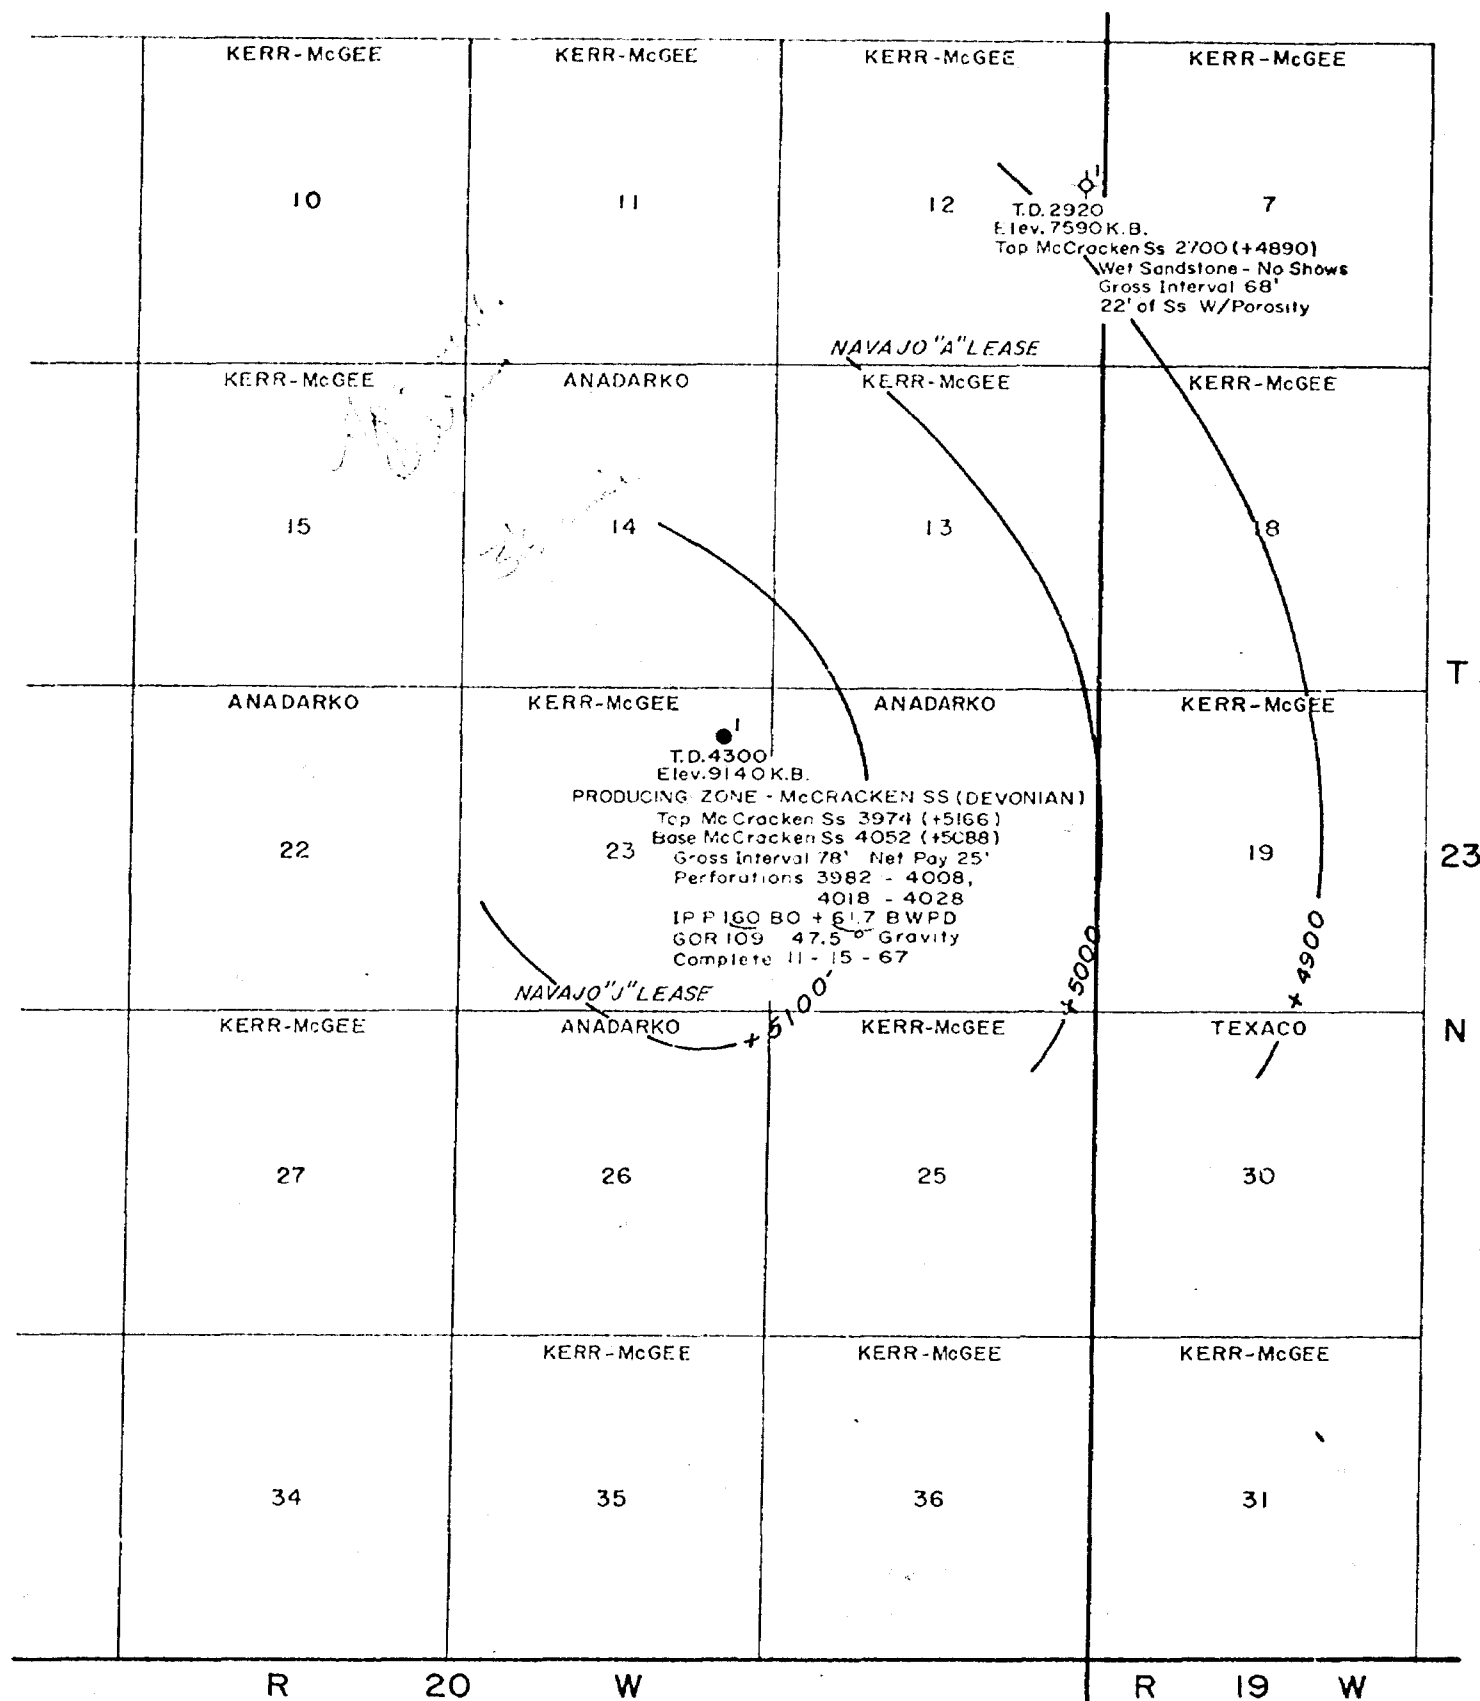 KERR-McGEE KERR-McGEE KERR-McGEE KERR-McGEE
1
10 11 12 7
T.D. 2920
Elev. 7590 K.B.
Top McCracken Ss 2700 (+4890)
Wet Sandstone - No Shows
Gross Interval 68'
22' of Ss W/Porosity
NAVAJO "A" LEASE
KERR-McGEE ANADARKO KERR-McGEE KERR-McGEE
15 14 13 18
T
ANADARKO KERR-McGEE ANADARKO KERR-McGEE
1
T.D. 4300
Elev. 9140 K.B.
PRODUCING ZONE - McCRACKEN SS (DEVONIAN)
Top McCracken Ss 3974 (+5166)
Base McCracken Ss 4052 (+5088)
22 23 19 23
Gross Interval 78' Net Pay 25'
Perforations 3982 - 4008,
4018 - 4028
IP P 160 BO + 61.7 BWPD
GOR 109 47.5° Gravity
Complete 11 - 15 - 67
NAVAJO "J" LEASE
+5100
+5000
+4900
KERR-McGEE ANADARKO KERR-McGEE TEXACO
N
27 26 25 30
KERR-McGEE KERR-McGEE KERR-McGEE
34 35 36 31
R 20 W R 19 W